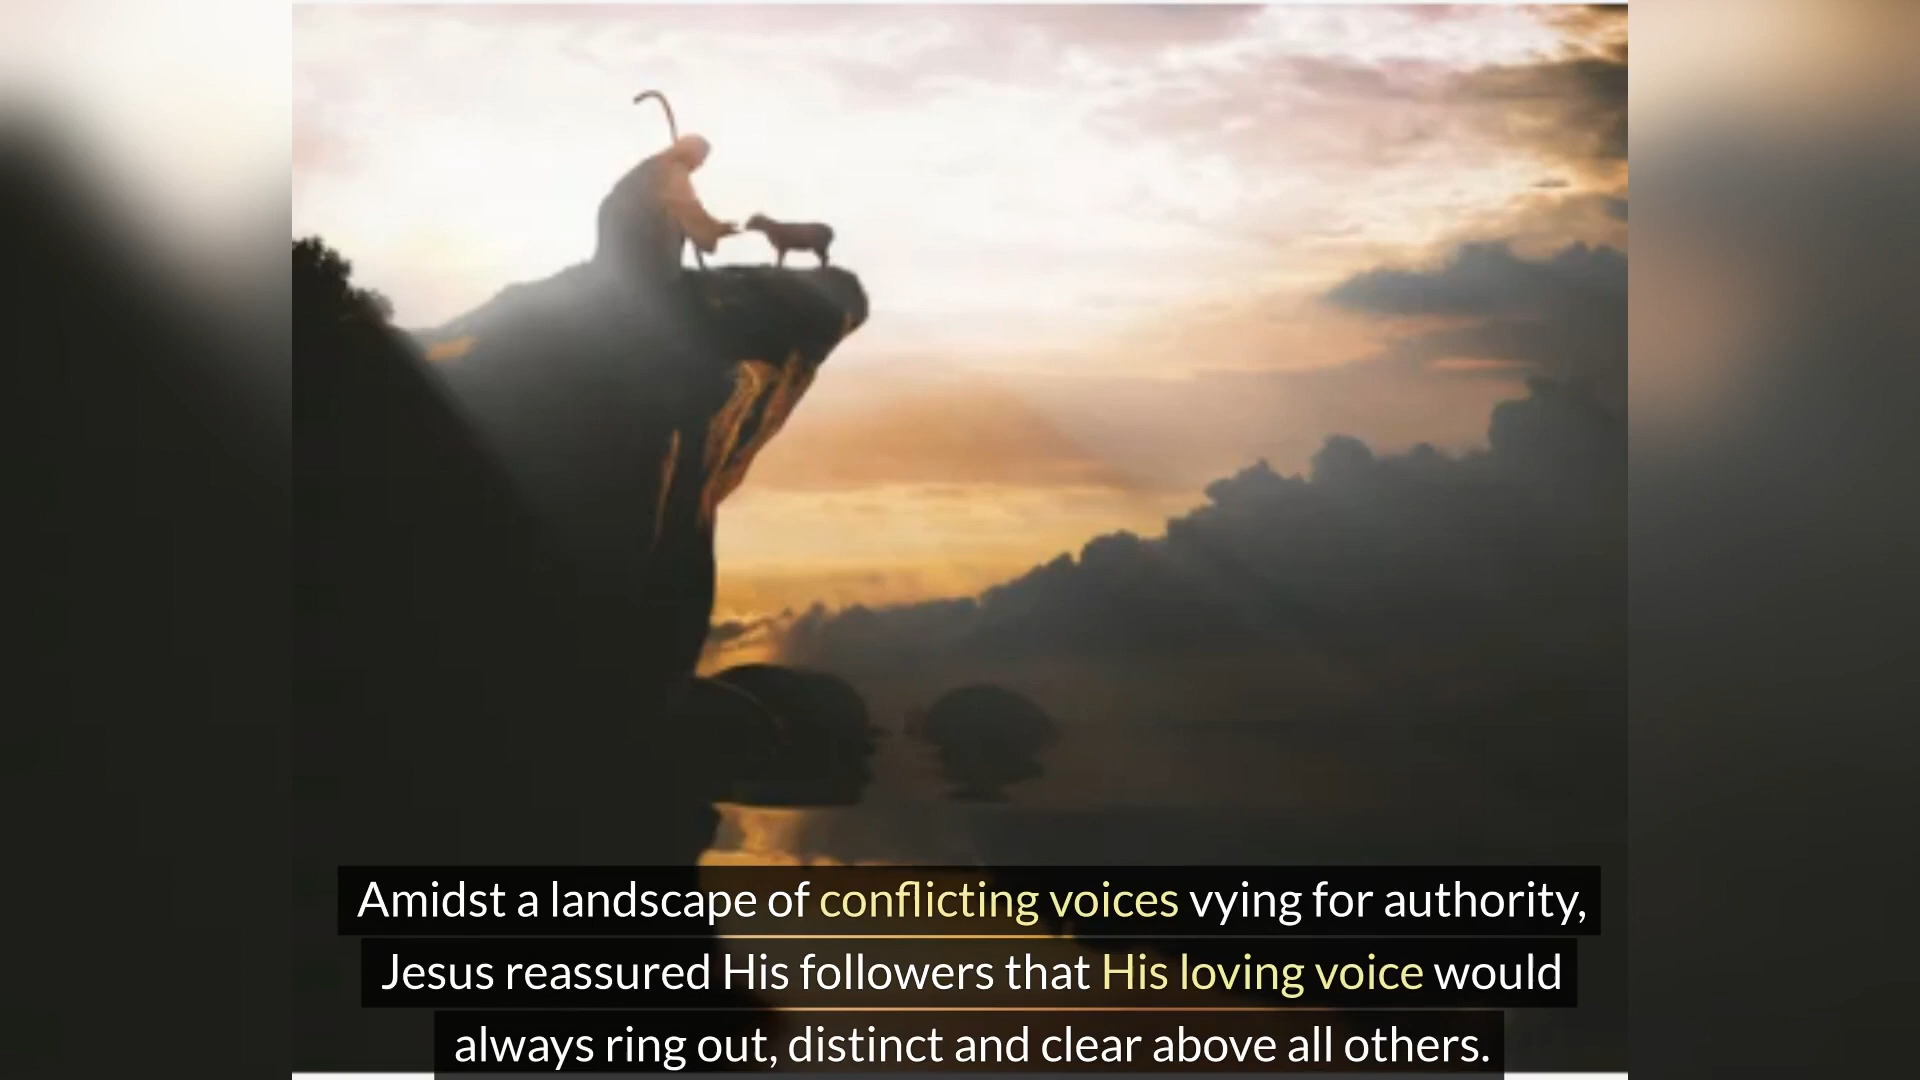 Amidst a landscape of conflicting voices vying for authority,
Jesus reassured His followers that His loving voice would
always ring out, distinct and clear above all others.